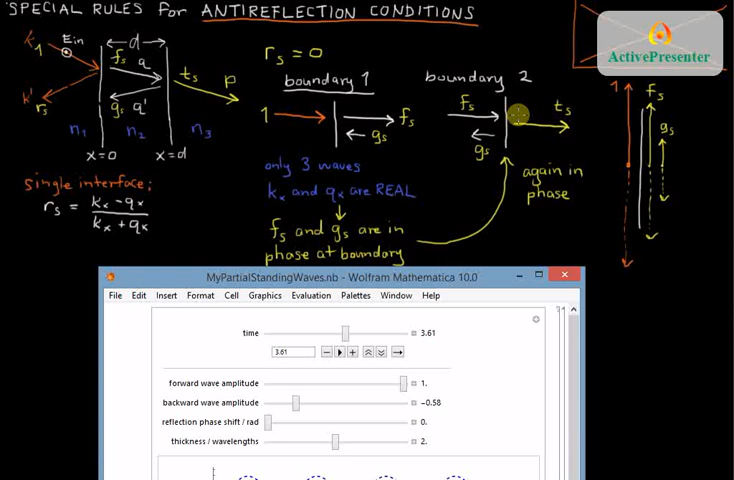 SPECIAL RULES for ANTIREFLECTION CONDITIONS
ActivePresenter
k 1 Ein
← d →
fs q
ts p
k' rs
gs q'
n1 n2 n3
x=0 x=d
single interface:
rs = kx - qx / kx + qx
rs = 0
boundary 1
1 fs
gs
only 3 waves
kx and qx are REAL
fs and gs are in
phase at boundary
boundary 2
fs ts
gs
again in
phase
1 fs
gs
MyPartialStandingWaves.nb - Wolfram Mathematica 10.0
File Edit Insert Format Cell Graphics Evaluation Palettes Window Help
time 3.61
3.61
forward wave amplitude 1.
backward wave amplitude -0.58
reflection phase shift / rad 0.
thickness / wavelengths 2.